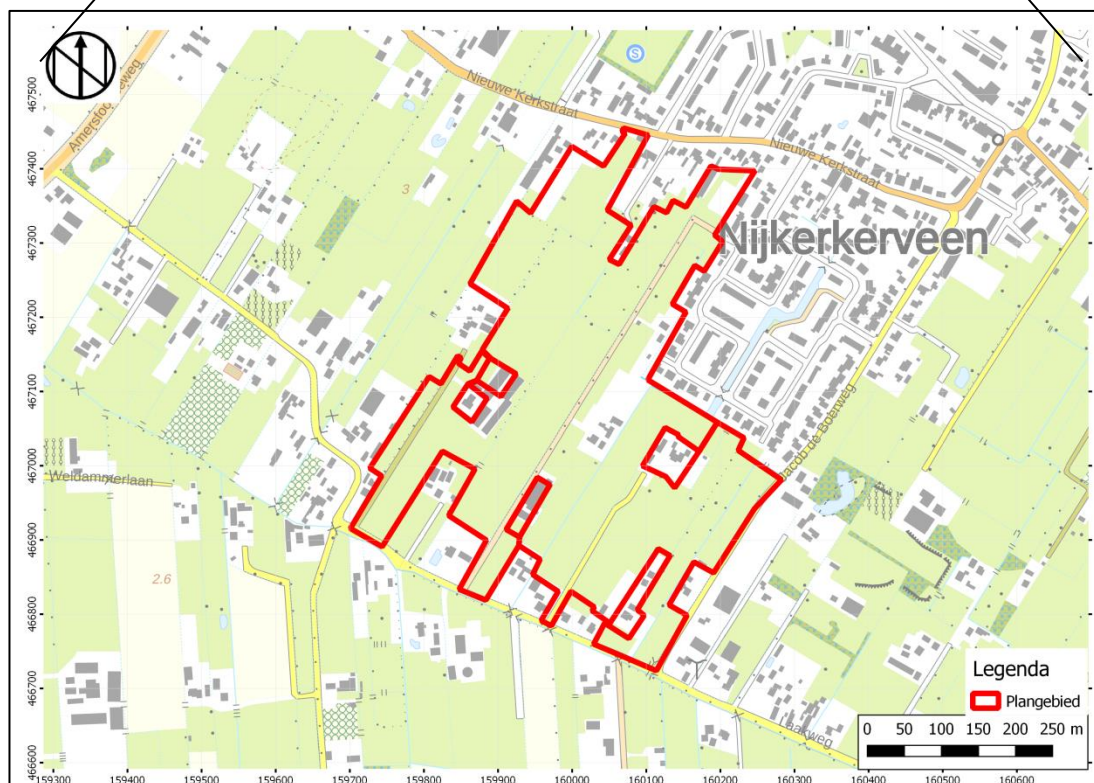 Amersfoortseweg
Nieuwe Kerkstraat
S
Nieuwe Kerkstraat
3
Nijkerkerveen
Jacob de Boerweg
Weidamperlaan
2.6
Laakweg
Legenda
Plangebied
0 50 100 150 200 250 m
467500
467400
467300
467200
467100
467000
466900
466800
466700
466600
159300 159400 159500 159600 159700 159800 159900 160000 160100 160200 160300 160400 160500 160600